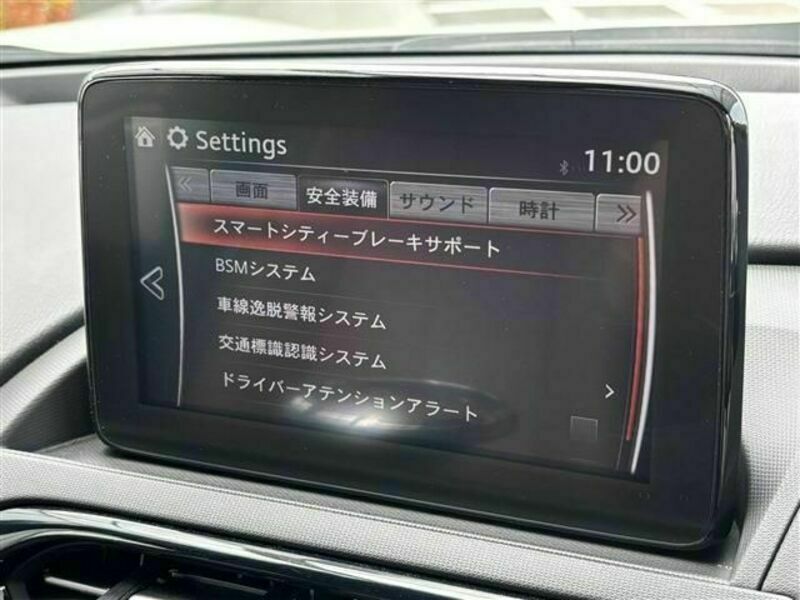 Settings
11:00
画面 安全装備 サウンド 時計
スマートシティーブレーキサポート
BSMシステム
車線逸脱警報システム
交通標識認識システム
ドライバーアテンションアラート